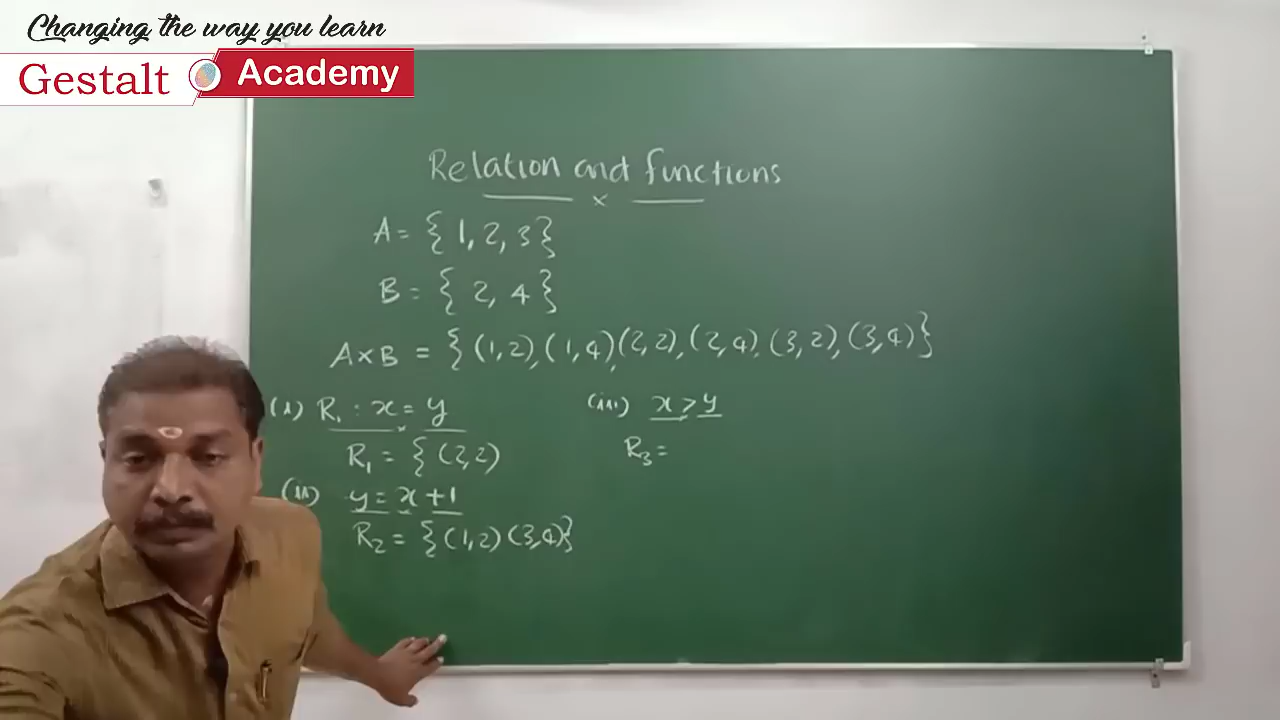 Changing the way you learn
Gestalt Academy
Relation and functions
×
A = { 1, 2, 3}
B = { 2, 4 }
A×B = {(1,2),(1,4),(2,2),(2,4),(3,2),(3,4)}
(i) R₁ : x = y
R₁ = { (2,2)
(ii) y = x +1
R₂ = {(1,2) (3,4)}
(iii) x > y
R₃ =